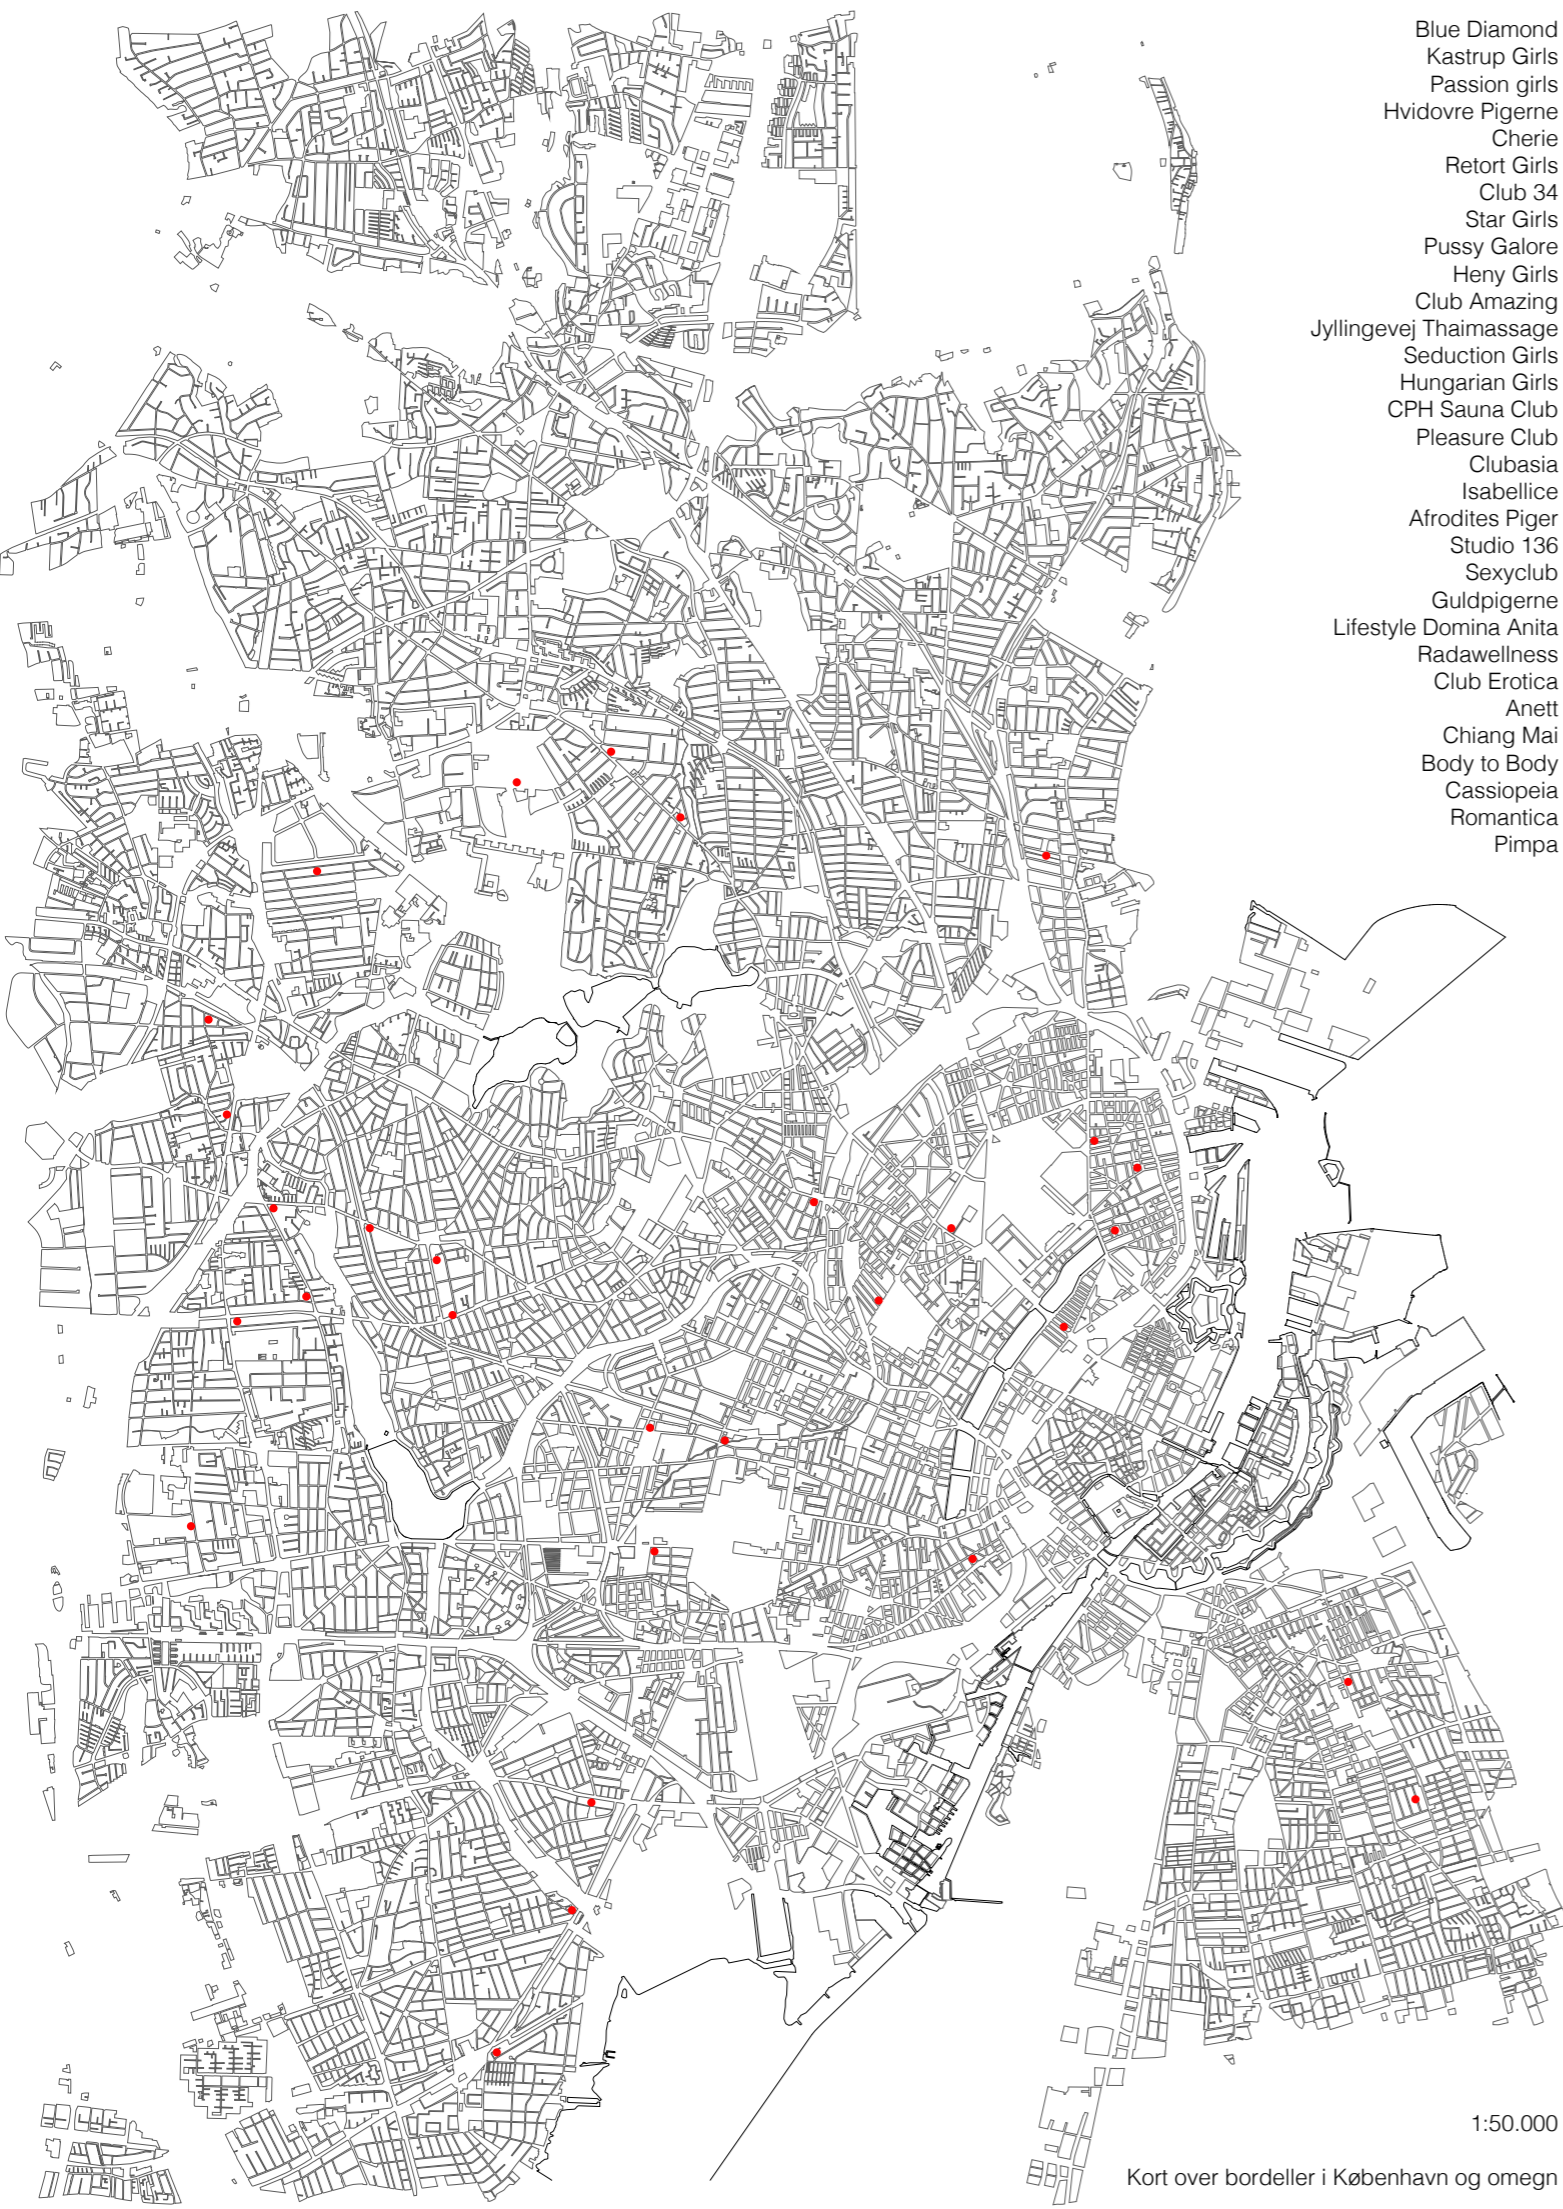 Blue Diamond
Kastrup Girls
Passion girls
Hvidovre Pigerne
Cherie
Retort Girls
Club 34
Star Girls
Pussy Galore
Heny Girls
Club Amazing
Jyllingevej Thaimassage
Seduction Girls
Hungarian Girls
CPH Sauna Club
Pleasure Club
Clubasia
Isabellice
Afrodites Piger
Studio 136
Sexyclub
Guldpigerne
Lifestyle Domina Anita
Radawellness
Club Erotica
Anett
Chiang Mai
Body to Body
Cassiopeia
Romantica
Pimpa
1:50.000
Kort over bordeller i København og omegn